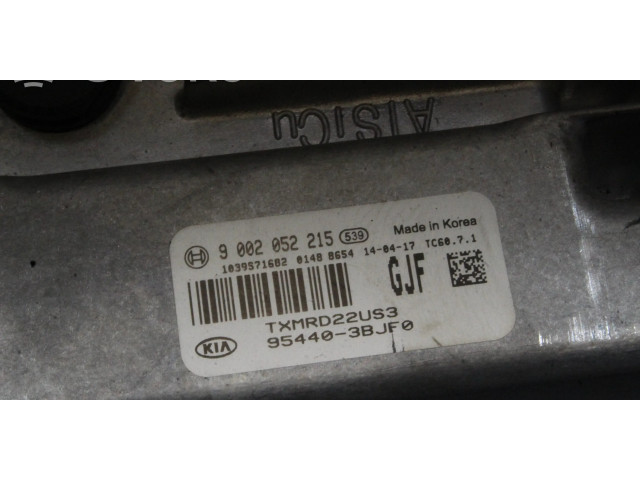 AlSiCu
9 002 052 215 539 Made in Korea
1039S71682 0148 8654 14-04-17 TC60.7.1
GJF
TXMRD22US3
KIA 95440-3BJF0